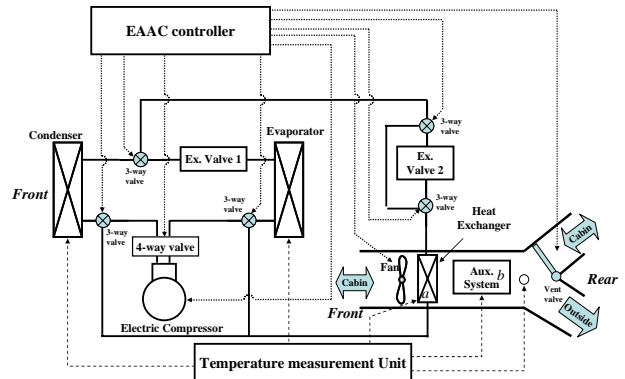 EAAC controller
Condenser
Evaporator
3-way
valve
Ex. Valve 1
3-way
valve
Ex.
Valve 2
Front
3-way
valve
3-way
valve
3-way
valve
4-way valve
Heat
Exchanger
Electric Compressor
Cabin
Front
Fan
a
Aux. b
System
Vent
valve
Cabin
Rear
Outside
Temperature measurement Unit